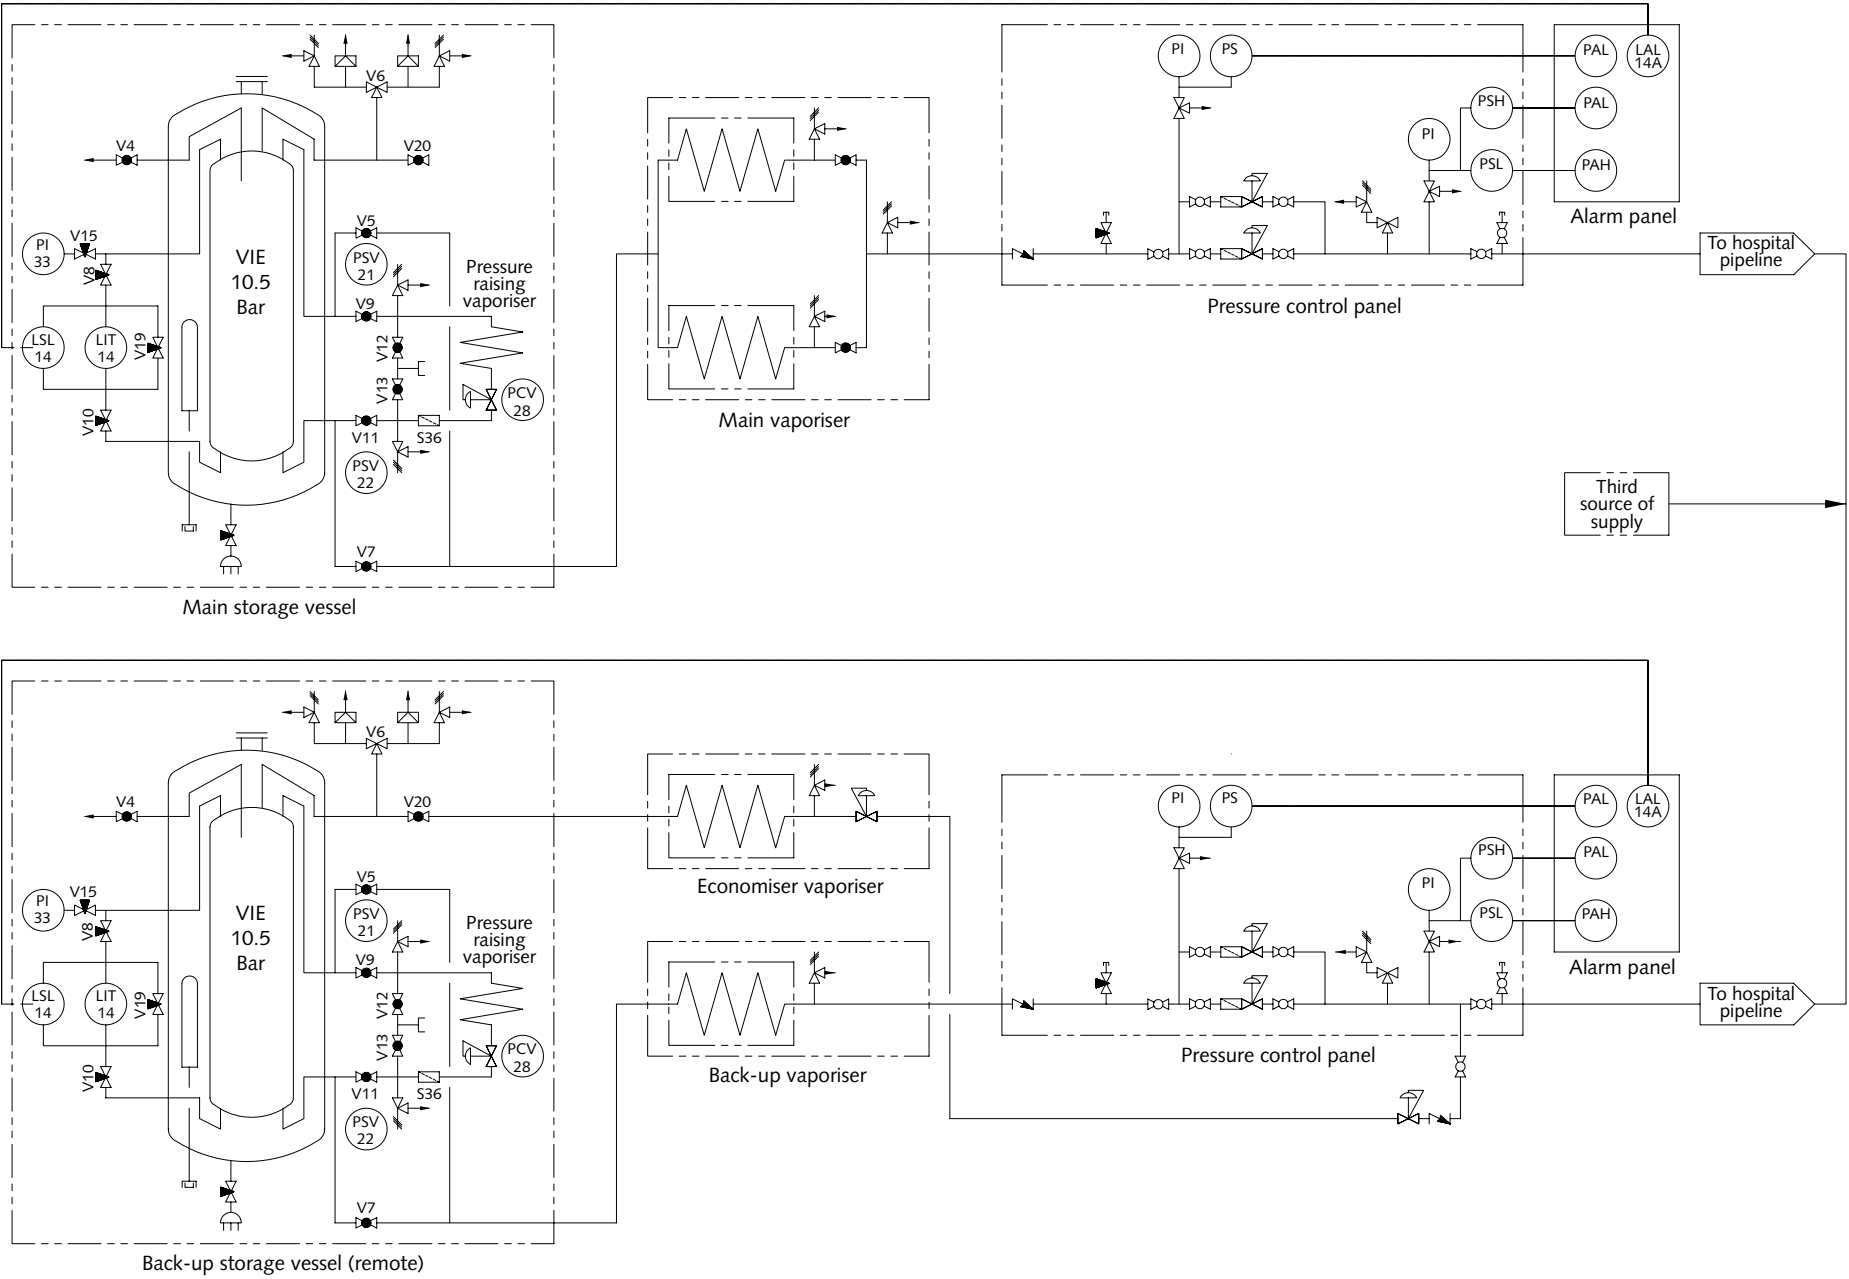 V6
V4
V20
PI
33
V15
V8
LSL
14
LIT
14
V19
V10
VIE
10.5
Bar
V5
PSV
21
V9
V12
V13
V11
PSV
22
S36
Pressure
raising
vaporiser
PCV
28
V7
Main storage vessel
Main vaporiser
PI
PS
PI
PSH
PSL
Pressure control panel
PAL
LAL
14A
PAL
PAH
Alarm panel
To hospital
pipeline
Third
source of
supply
V6
V4
V20
PI
33
V15
V8
LSL
14
LIT
14
V19
V10
VIE
10.5
Bar
V5
PSV
21
V9
V12
V13
V11
PSV
22
S36
Pressure
raising
vaporiser
PCV
28
V7
Back-up storage vessel (remote)
Economiser vaporiser
Back-up vaporiser
PI
PS
PI
PSH
PSL
Pressure control panel
PAL
LAL
14A
PAL
PAH
Alarm panel
To hospital
pipeline